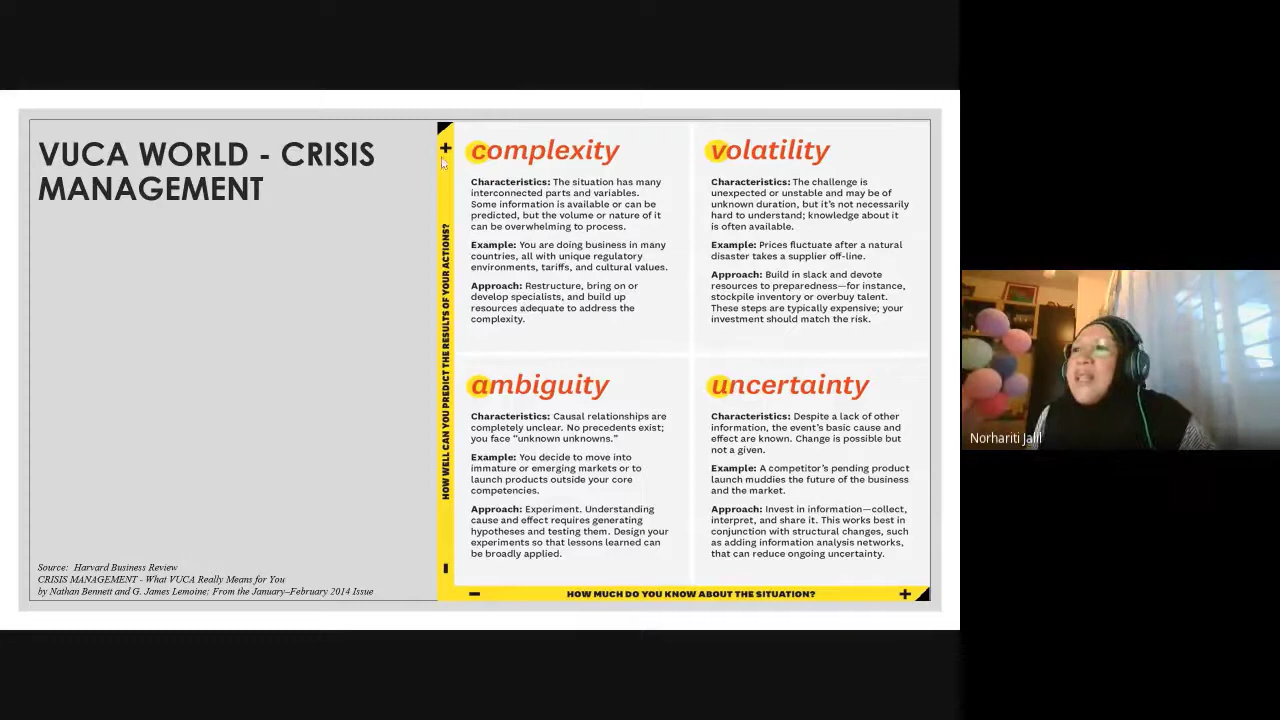 VUCA WORLD - CRISIS
MANAGEMENT
Source: Harvard Business Review
CRISIS MANAGEMENT - What VUCA Really Means for You
by Nathan Bennett and G. James Lemoine; From the January–February 2014 Issue
+
HOW WELL CAN YOU PREDICT THE RESULTS OF YOUR ACTIONS?
-
complexity
Characteristics: The situation has many
interconnected parts and variables.
Some information is available or can be
predicted, but the volume or nature of it
can be overwhelming to process.
Example: You are doing business in many
countries, all with unique regulatory
environments, tariffs, and cultural values.
Approach: Restructure, bring on or
develop specialists, and build up
resources adequate to address the
complexity.
volatility
Characteristics: The challenge is
unexpected or unstable and may be of
unknown duration, but it’s not necessarily
hard to understand; knowledge about it
is often available.
Example: Prices fluctuate after a natural
disaster takes a supplier off-line.
Approach: Build in slack and devote
resources to preparedness—for instance,
stockpile inventory or overbuy talent.
These steps are typically expensive; your
investment should match the risk.
ambiguity
Characteristics: Causal relationships are
completely unclear. No precedents exist;
you face “unknown unknowns.”
Example: You decide to move into
immature or emerging markets or to
launch products outside your core
competencies.
Approach: Experiment. Understanding
cause and effect requires generating
hypotheses and testing them. Design your
experiments so that lessons learned can
be broadly applied.
uncertainty
Characteristics: Despite a lack of other
information, the event’s basic cause and
effect are known. Change is possible but
not a given.
Example: A competitor’s pending product
launch muddies the future of the business
and the market.
Approach: Invest in information—collect,
interpret, and share it. This works best in
conjunction with structural changes, such
as adding information analysis networks,
that can reduce ongoing uncertainty.
- HOW MUCH DO YOU KNOW ABOUT THE SITUATION? +
Norhariti Jalil